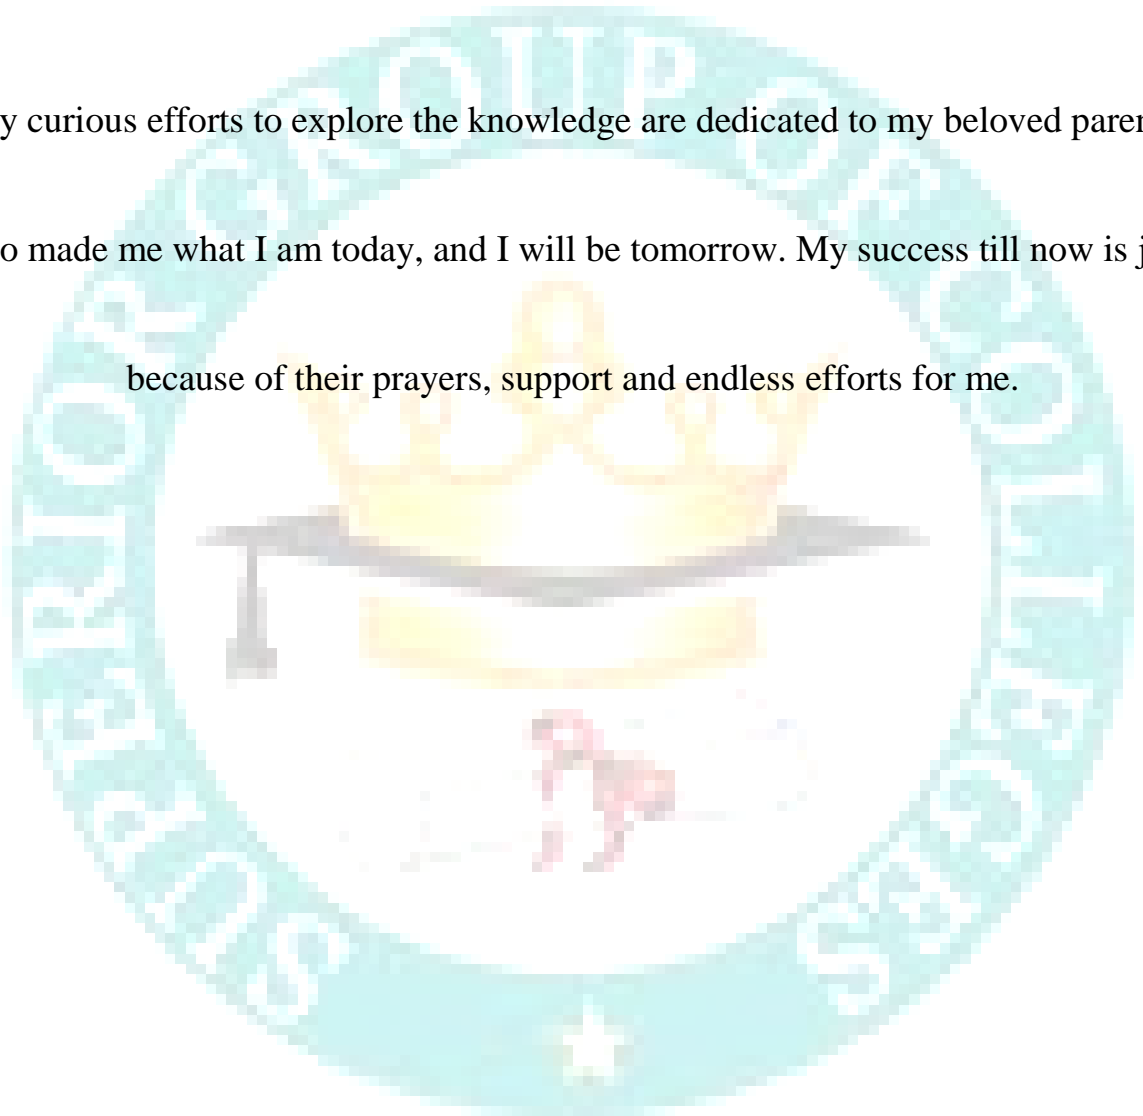 y curious efforts to explore the knowledge are dedicated to my beloved paren
o made me what I am today, and I will be tomorrow. My success till now is j
because of their prayers, support and endless efforts for me.
SUPERIOR GROUP OF COLLEGES